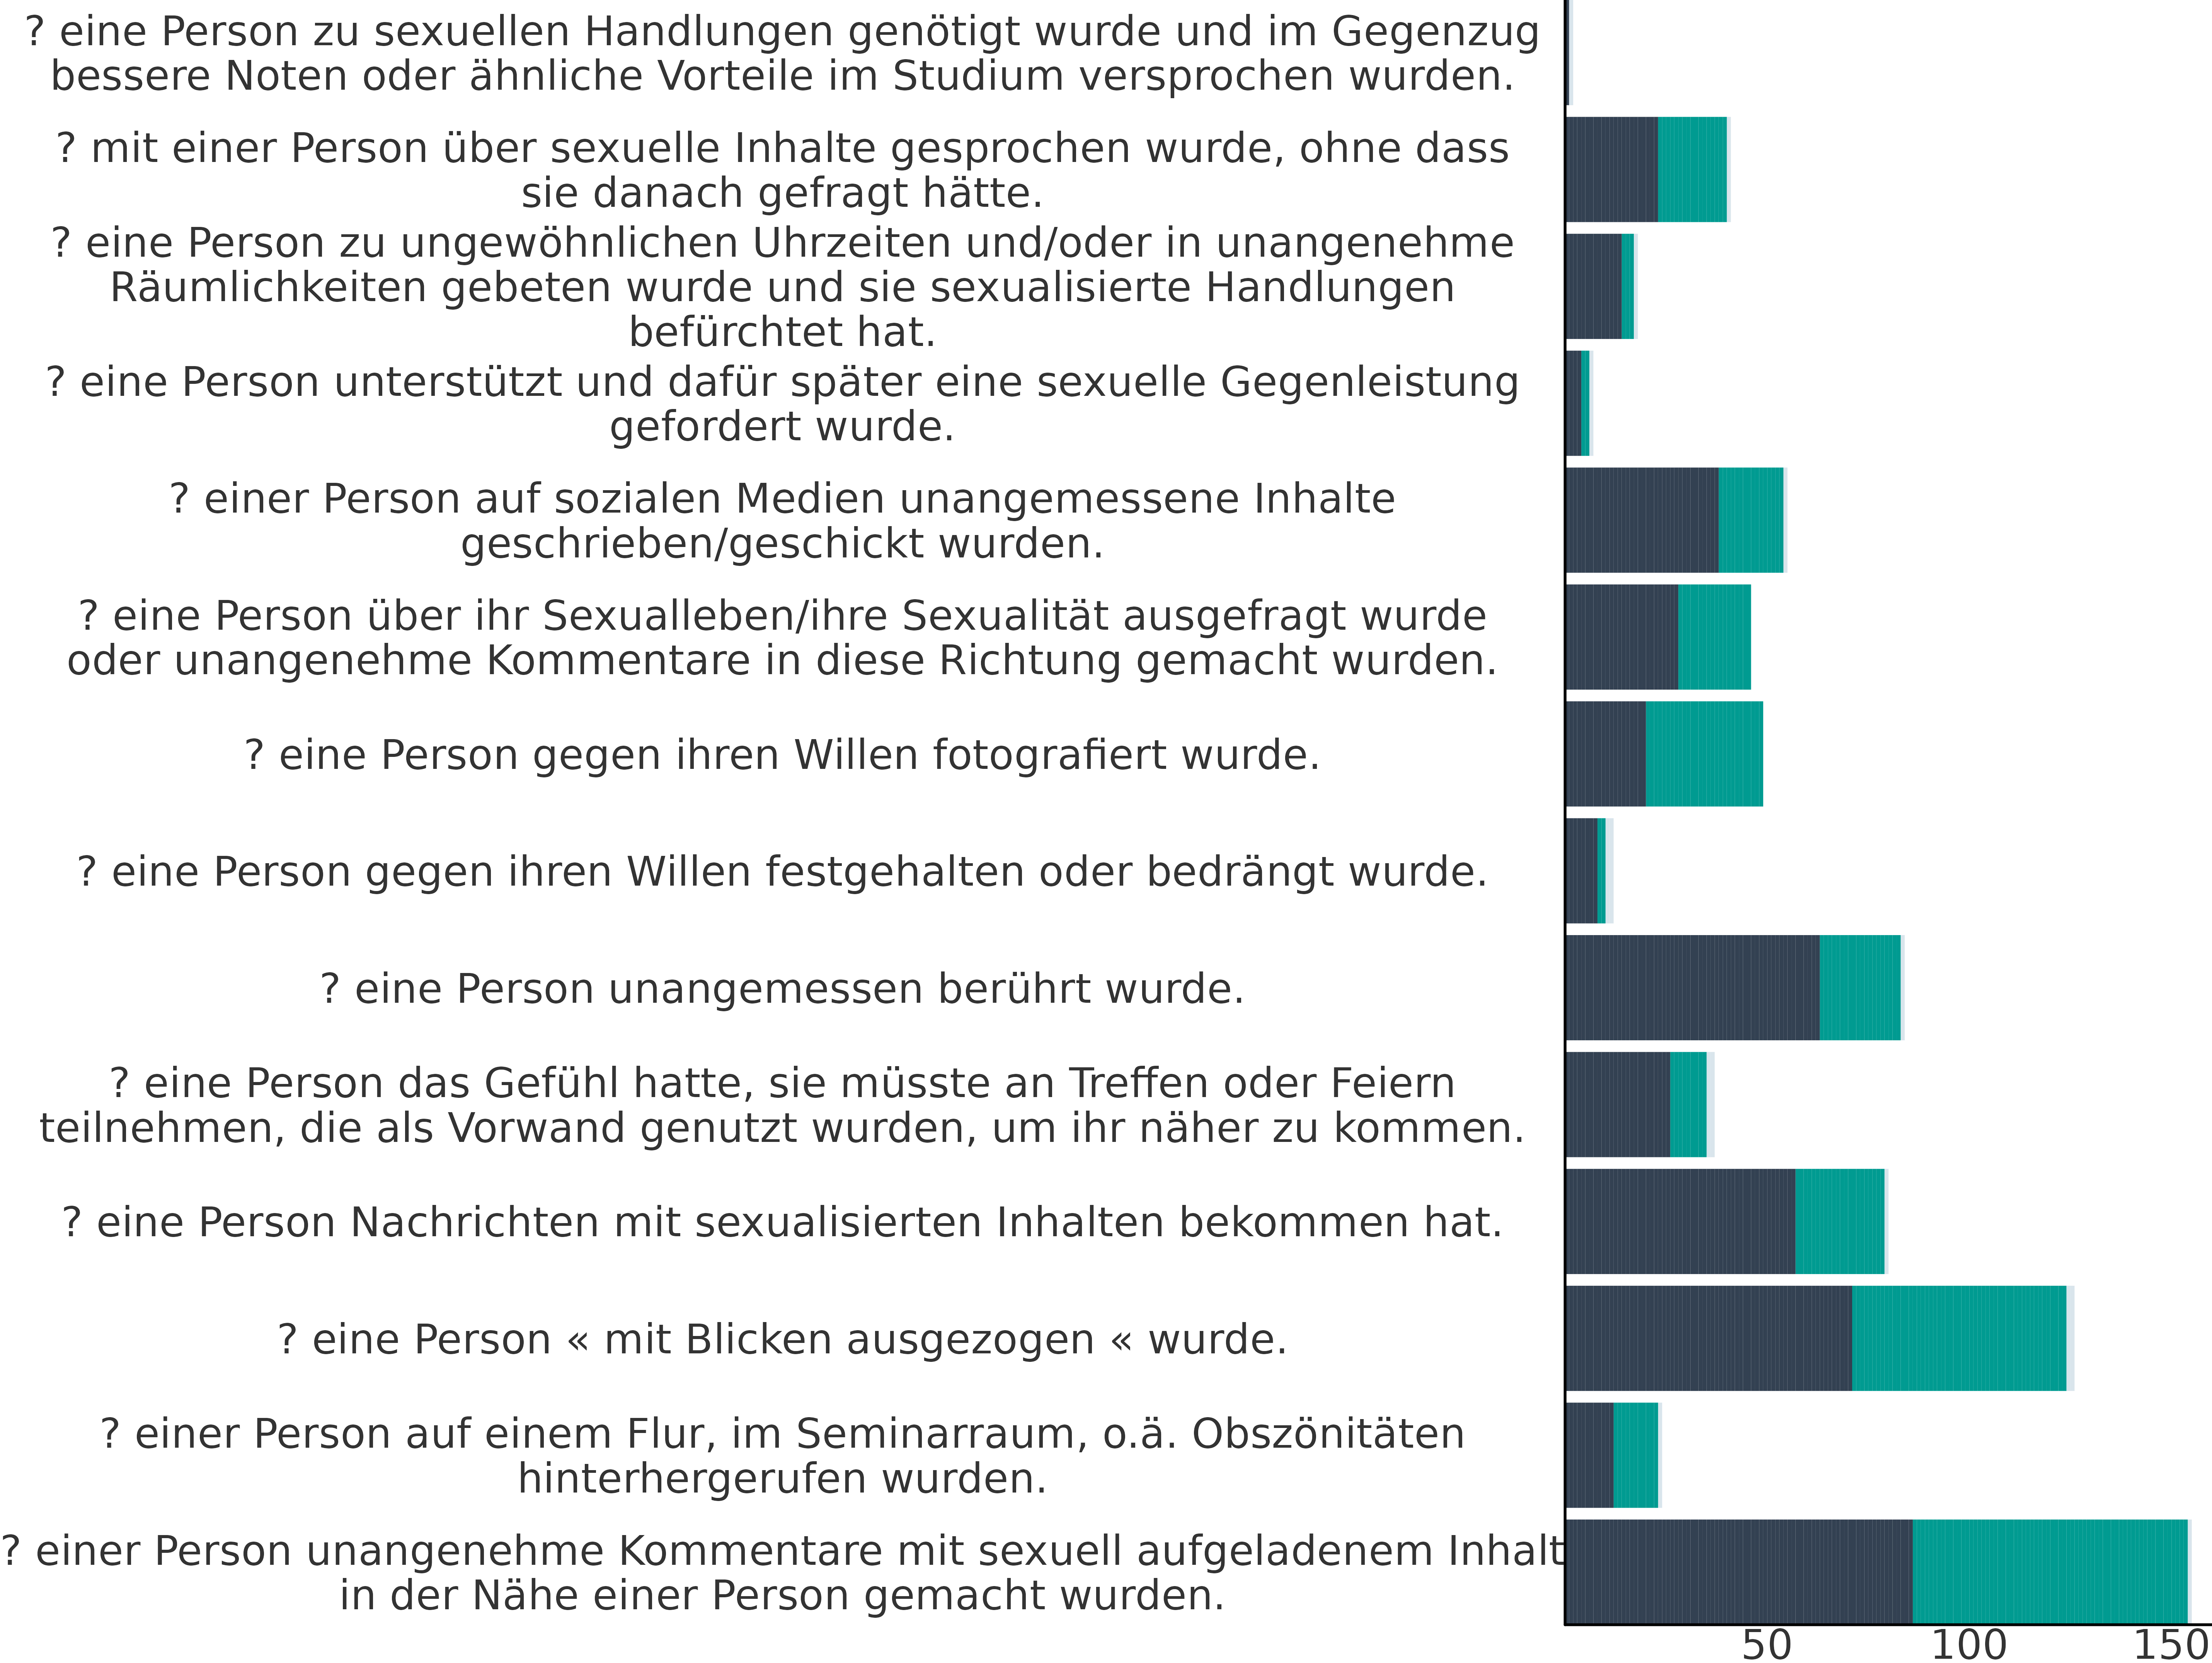 ? eine Person zu sexuellen Handlungen genötigt wurde und im Gegenzug
bessere Noten oder ähnliche Vorteile im Studium versprochen wurden.
? mit einer Person über sexuelle Inhalte gesprochen wurde, ohne dass
sie danach gefragt hätte.
? eine Person zu ungewöhnlichen Uhrzeiten und/oder in unangenehme
Räumlichkeiten gebeten wurde und sie sexualisierte Handlungen
befürchtet hat.
? eine Person unterstützt und dafür später eine sexuelle Gegenleistung
gefordert wurde.
? einer Person auf sozialen Medien unangemessene Inhalte
geschrieben/geschickt wurden.
? eine Person über ihr Sexualleben/ihre Sexualität ausgefragt wurde
oder unangenehme Kommentare in diese Richtung gemacht wurden.
? eine Person gegen ihren Willen fotografiert wurde.
? eine Person gegen ihren Willen festgehalten oder bedrängt wurde.
? eine Person unangemessen berührt wurde.
? eine Person das Gefühl hatte, sie müsste an Treffen oder Feiern
teilnehmen, die als Vorwand genutzt wurden, um ihr näher zu kommen.
? eine Person Nachrichten mit sexualisierten Inhalten bekommen hat.
? eine Person « mit Blicken ausgezogen « wurde.
? einer Person auf einem Flur, im Seminarraum, o.ä. Obszönitäten
hinterhergerufen wurden.
? einer Person unangenehme Kommentare mit sexuell aufgeladenem Inhalt
in der Nähe einer Person gemacht wurden.
50 100 150